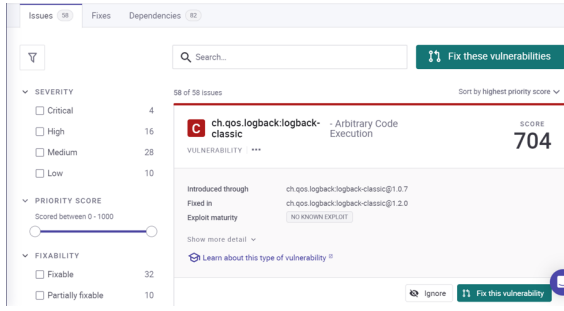 Issues 58 Fixes Dependencies 82
Search...
Fix these vulnerabilities
SEVERITY
Critical 4
High 16
Medium 28
Low 10
PRIORITY SCORE
Scored between 0 - 1000
FIXABILITY
Fixable 32
Partially fixable 10
58 of 58 issues
Sort by highest priority score
C
ch.qos.logback:logback-classic
- Arbitrary Code Execution
VULNERABILITY
SCORE
704
Introduced through ch.qos.logback:logback-classic@1.0.7
Fixed in ch.qos.logback:logback-classic@1.2.0
Exploit maturity NO KNOWN EXPLOIT
Show more detail
Learn about this type of vulnerability
Ignore
Fix this vulnerability